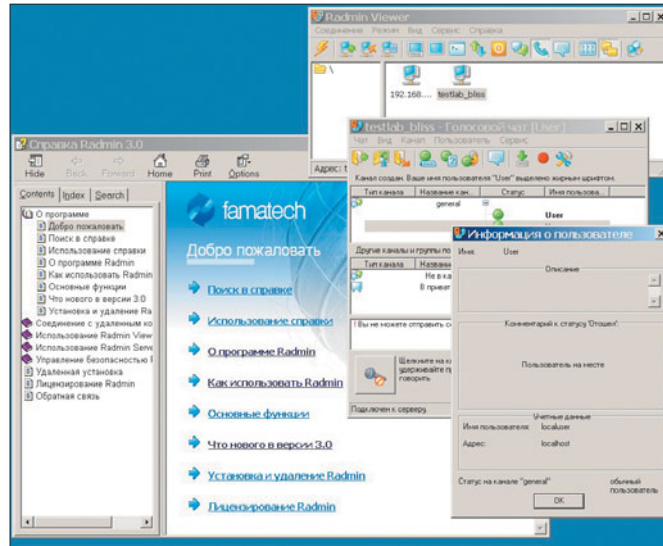 Radmin Viewer
Соединение Режим Вид Сервис Справка
\
192.168.... testlab_bliss
Адрес: t
testlab_bliss - Голосовой чат [User]
Чат Вид Канал Пользователь Сервис
Канал создан. Ваше имя пользователя "User" выделено жирным шрифтом.
Тип канала Название кан... Статус Имя пользова...
general
User
Другие каналы и группы по
Тип канала Названи
Не в ка
В приват
! Вы не можете отправить со
Щелкните на к
удерживайте п
говорить
Подключен к серверу.
Информация о пользователе
Имя: User
Описание
Комментарий к статусу 'Отошел':
Пользователь на месте
Учетные данные
Имя пользователя: localuser
Адрес: localhost
Статус на канале "general" обычный
пользователь
OK
Справка Radmin 3.0
Hide Back Forward Home Print Options
Contents Index Search
О программе
Добро пожаловать
Поиск в справке
Использование справки
О программе Radmin
Как использовать Radmin
Основные функции
Что нового в версии 3.0
Установка и удаление Ra
Соединение с удаленным ко
Использование Radmin View
Использование Radmin Serve
Управление безопасностью R
Удаленная установка
Лицензирование Radmin
Обратная связь
famatech
Добро пожаловать
Поиск в справке
Использование справки
О программе Radmin
Как использовать Radmin
Основные функции
Что нового в версии 3.0
Установка и удаление Radmin
Лицензирование Radmin